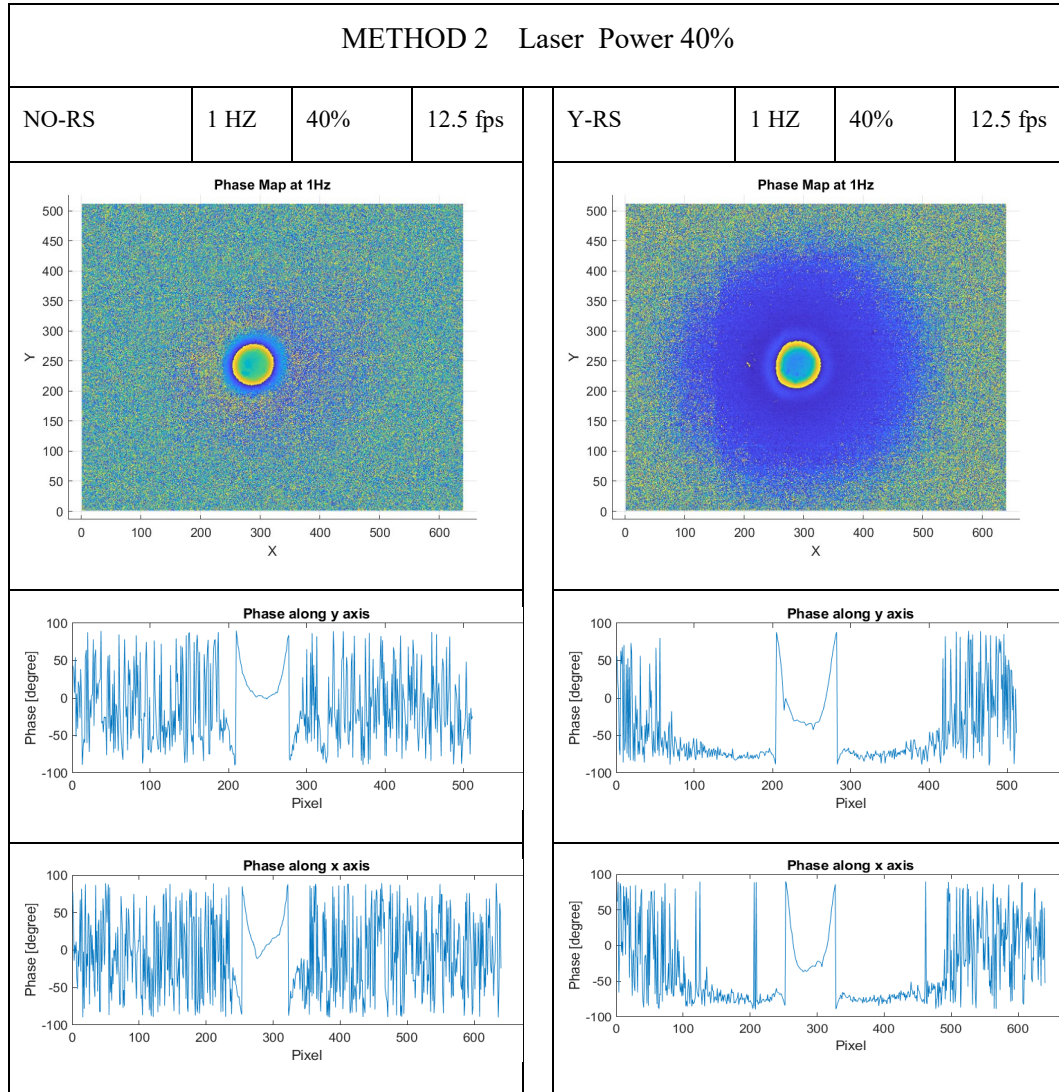 METHOD 2 Laser Power 40%
NO-RS 1 HZ 40% 12.5 fps Y-RS 1 HZ 40% 12.5 fps
Phase Map at 1Hz
500
450
400
350
300
250
200
150
100
50
0
Y
0 100 200 300 400 500 600
X
Phase Map at 1Hz
500
450
400
350
300
250
200
150
100
50
0
Y
0 100 200 300 400 500 600
X
Phase along y axis
100
50
0
-50
-100
Phase [degree]
0 100 200 300 400 500
Pixel
Phase along y axis
100
50
0
-50
-100
Phase [degree]
0 100 200 300 400 500
Pixel
Phase along x axis
100
50
0
-50
-100
Phase [degree]
0 100 200 300 400 500 600
Pixel
Phase along x axis
100
50
0
-50
-100
Phase [degree]
0 100 200 300 400 500 600
Pixel